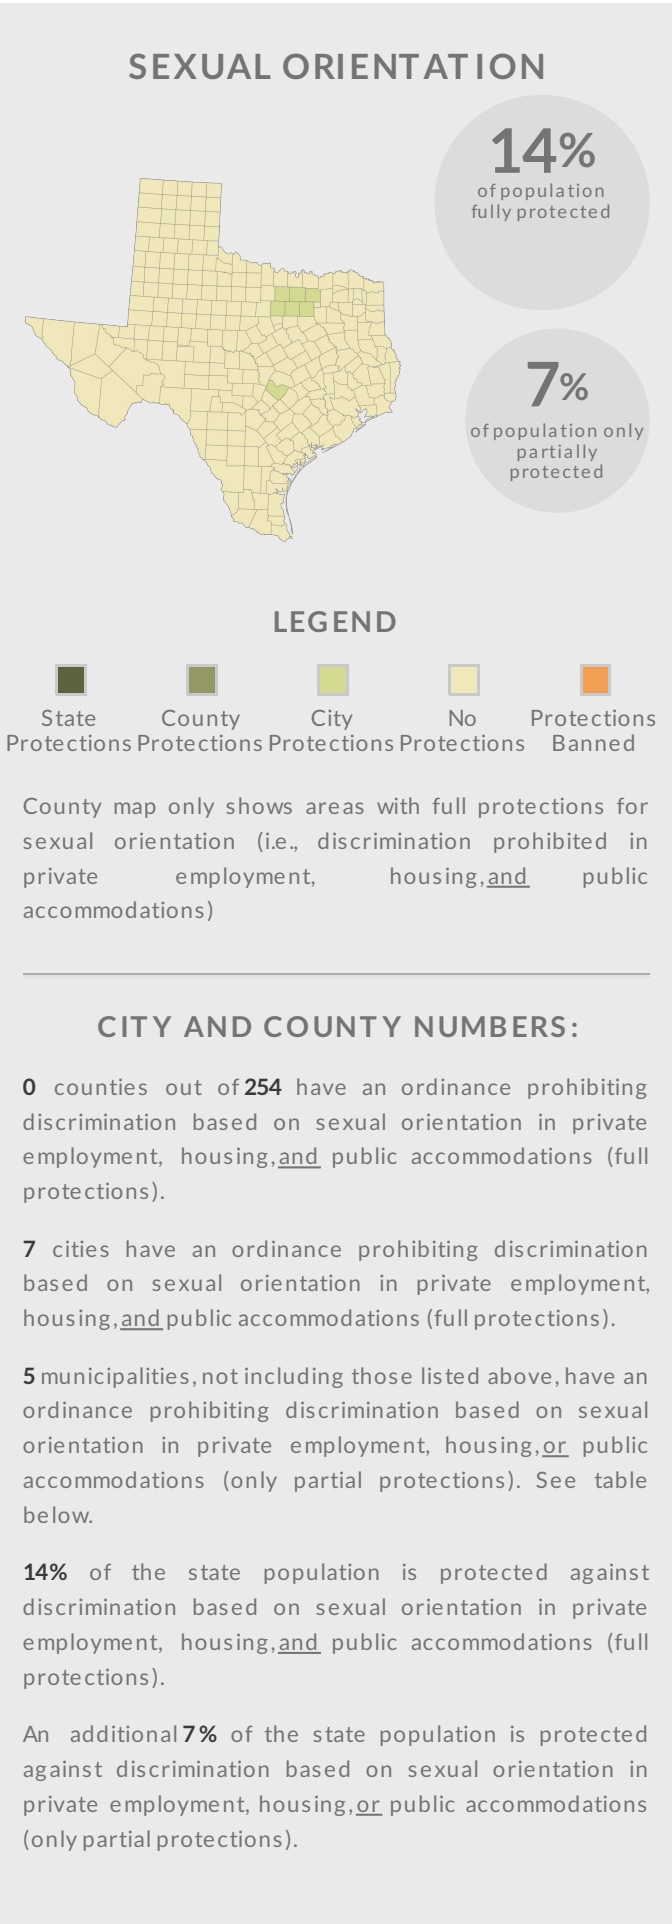 SEXUAL ORIENTATION
14%
of population
fully protected
7%
of population only
partially
protected
LEGEND
State
Protections
County
Protections
City
Protections
No
Protections
Protections
Banned
County map only shows areas with full protections for
sexual orientation (i.e., discrimination prohibited in
private employment, housing, and public
accommodations)
CITY AND COUNTY NUMBERS:
0 counties out of 254 have an ordinance prohibiting
discrimination based on sexual orientation in private
employment, housing, and public accommodations (full
protections).
7 cities have an ordinance prohibiting discrimination
based on sexual orientation in private employment,
housing, and public accommodations (full protections).
5 municipalities, not including those listed above, have an
ordinance prohibiting discrimination based on sexual
orientation in private employment, housing, or public
accommodations (only partial protections). See table
below.
14% of the state population is protected against
discrimination based on sexual orientation in private
employment, housing, and public accommodations (full
protections).
An additional 7% of the state population is protected
against discrimination based on sexual orientation in
private employment, housing, or public accommodations
(only partial protections).